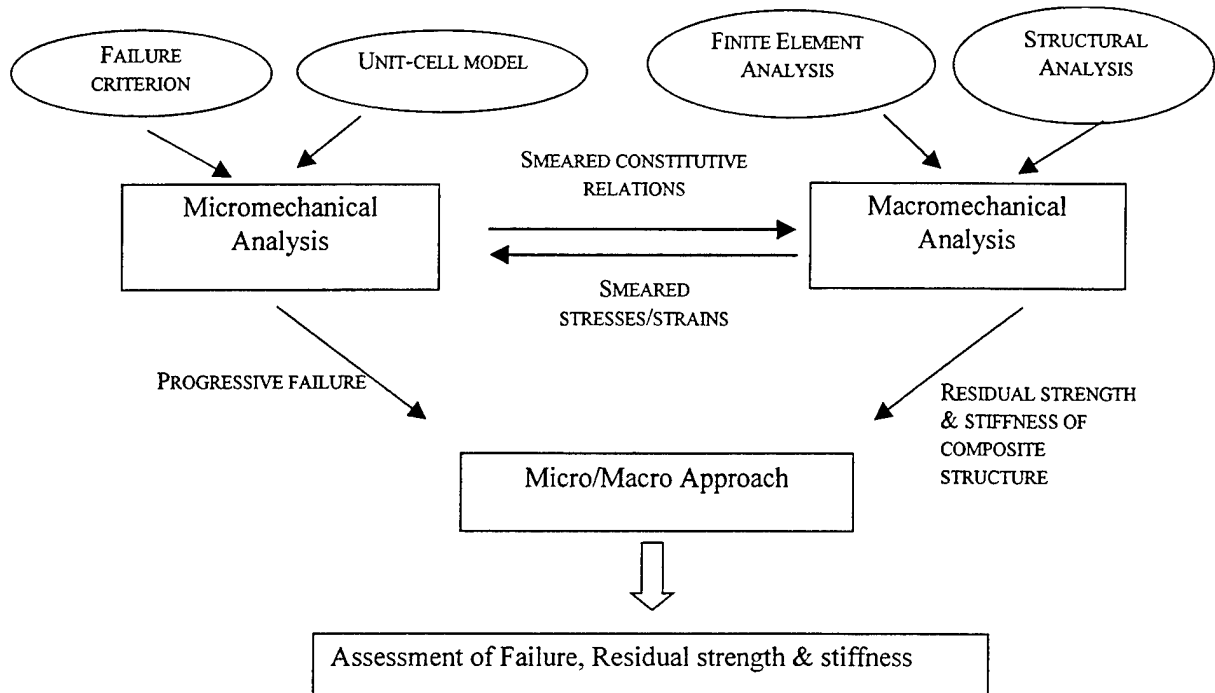 FAILURE
CRITERION
UNIT-CELL MODEL
FINITE ELEMENT
ANALYSIS
STRUCTURAL
ANALYSIS
SMEARED CONSTITUTIVE
RELATIONS
Micromechanical
Analysis
Macromechanical
Analysis
SMEARED
STRESSES/STRAINS
PROGRESSIVE FAILURE
RESIDUAL STRENGTH
& STIFFNESS OF
COMPOSITE
STRUCTURE
Micro/Macro Approach
Assessment of Failure, Residual strength & stiffness